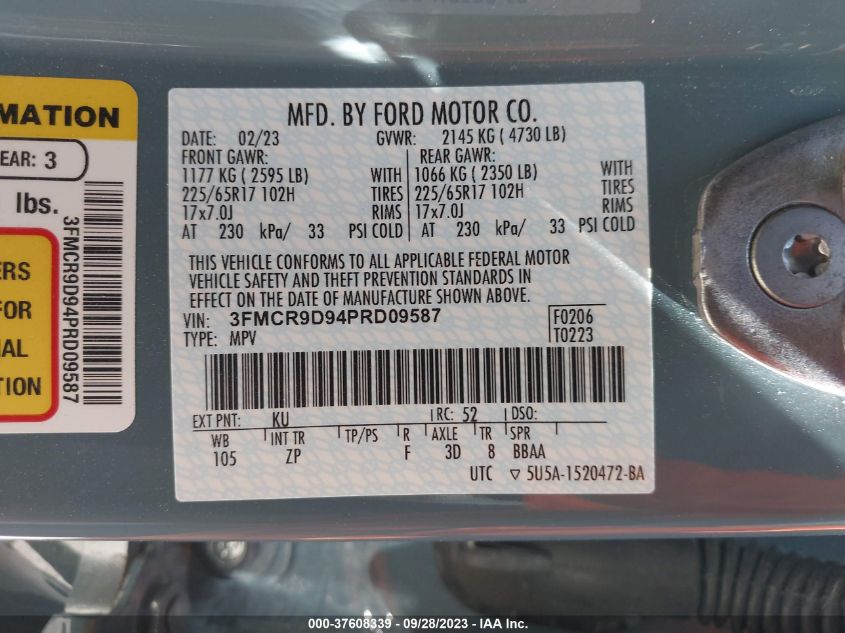 MATION
EAR: 3
lbs.
ERS
FOR
AL
TION
3FMCR9D94PRD09587
MFD. BY FORD MOTOR CO.
DATE: 02/23 GVWR: 2145 KG ( 4730 LB)
FRONT GAWR: REAR GAWR:
1177 KG ( 2595 LB) WITH 1066 KG ( 2350 LB) WITH
225/65R17 102H TIRES 225/65R17 102H TIRES
17x7.0J RIMS 17x7.0J RIMS
AT 230 kPa/ 33 PSI COLD AT 230 kPa/ 33 PSI COLD
THIS VEHICLE CONFORMS TO ALL APPLICABLE FEDERAL MOTOR
VEHICLE SAFETY AND THEFT PREVENTION STANDARDS IN
EFFECT ON THE DATE OF MANUFACTURE SHOWN ABOVE.
VIN: 3FMCR9D94PRD09587 F0206
TYPE: MPV T0223
EXT PNT: KU RC: 52 DSO:
WB INT TR TP/PS R AXLE TR SPR
105 ZP F 3D 8 BBAA
UTC ▽ 5U5A-1520472-BA
000-37608339 - 09/28/2023 - IAA Inc.